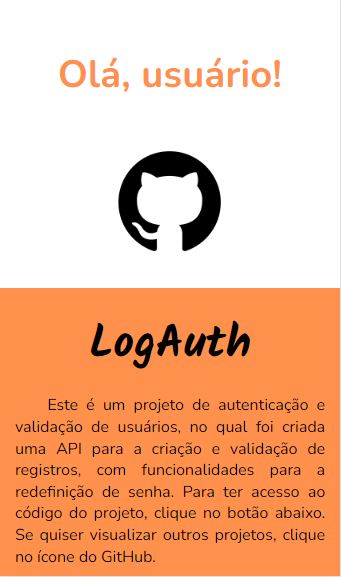 Olá, usuário!
LogAuth
Este é um projeto de autenticação e
validação de usuários, no qual foi criada
uma API para a criação e validação de
registros, com funcionalidades para a
redefinição de senha. Para ter acesso ao
código do projeto, clique no botão abaixo.
Se quiser visualizar outros projetos, clique
no ícone do GitHub.